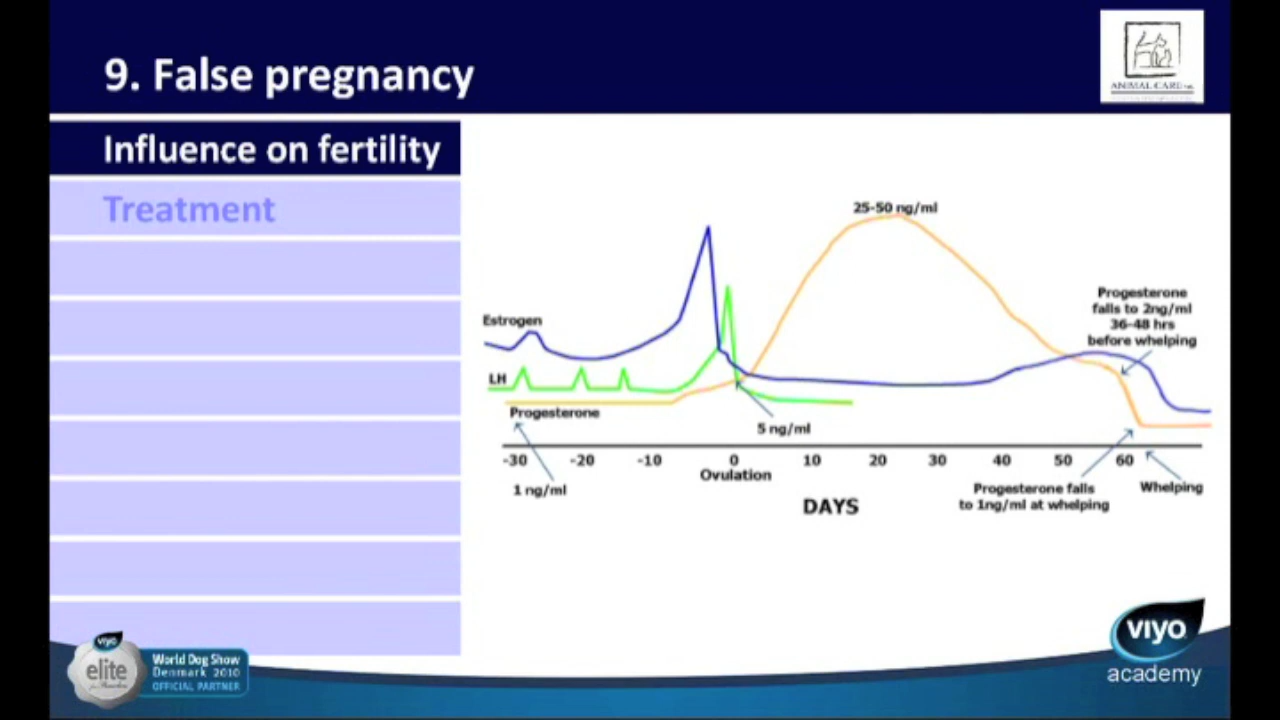 9. False pregnancy
ANIMAL CARE
Influence on fertility
Treatment
25-50 ng/ml
Progesterone
falls to 2ng/ml
36-48 hrs
before whelping
Estrogen
LH
Progesterone
5 ng/ml
-30 -20 -10 0 10 20 30 40 50 60
Ovulation
1 ng/ml
Progesterone falls
to 1ng/ml at whelping
Whelping
DAYS
viyo
elite
World Dog Show
Denmark 2010
OFFICIAL PARTNER
viyo
academy